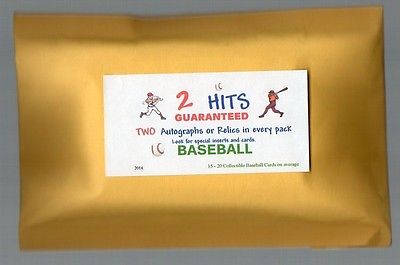 2 HITS
GUARANTEED
TWO Autographs or Relics in every pack
Look for special inserts and cards.
BASEBALL
2014
15 - 20 Collectible Baseball Cards on average